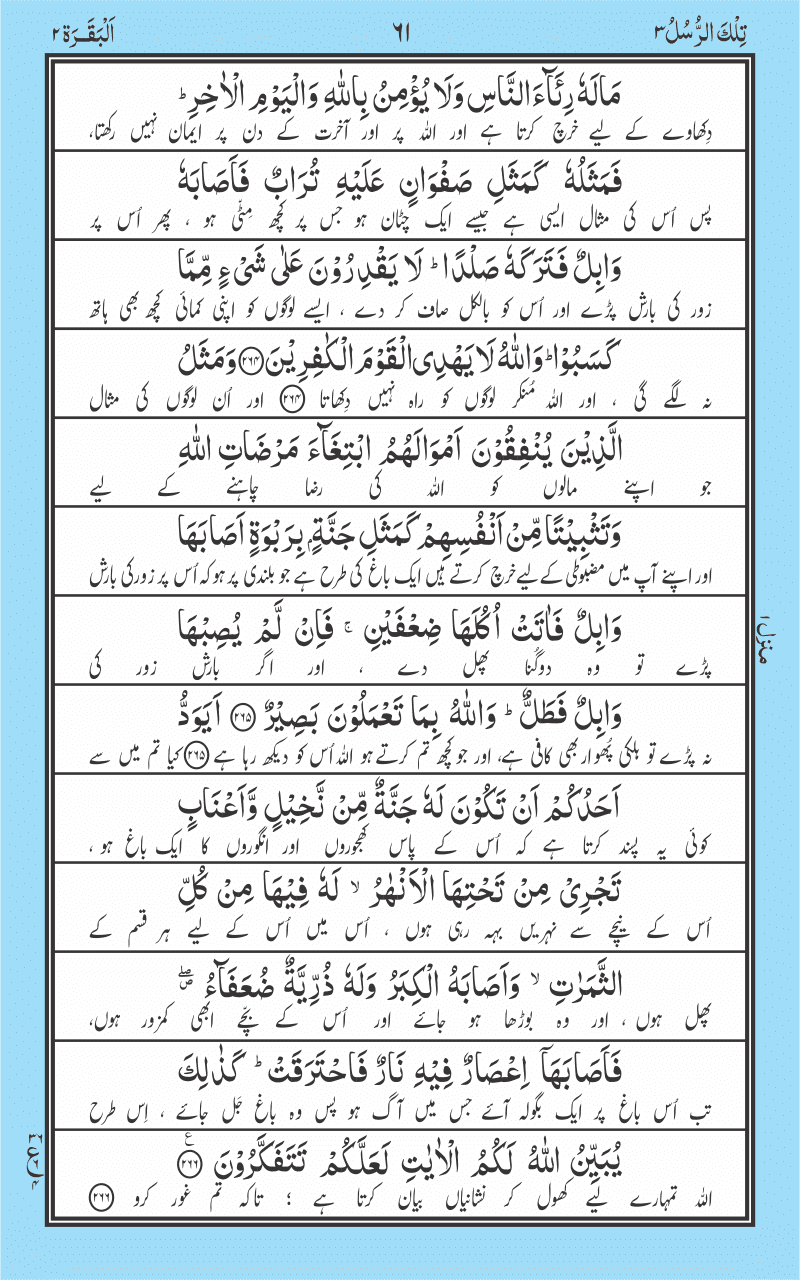 تِلْكَ الرُّسُلُ ۳ ٦١ اَلْبَقَـرَة ۲
مَالَهٗ رِئَآءَ النَّاسِ وَلَا يُؤْمِنُ بِاللّٰهِ وَالْيَوْمِ الْاٰخِرِ ؕ
دِکھاوے کے لیے خرچ کرتا ہے اور اللہ پر اور آخرت کے دن پر ایمان نہیں رکھتا،
فَمَثَلُهٗ كَمَثَلِ صَفْوَانٍ عَلَيْهِ تُرَابٌ فَاَصَابَهٗ
پس اُس کی مثال ایسی ہے جیسے ایک چٹان ہو جس پر کچھ مِٹّی ہو ، پھر اُس پر
وَابِلٌ فَتَرَكَهٗ صَلْدًا ؕ لَا يَقْدِرُوْنَ عَلٰى شَىْءٍ مِّمَّا
زور کی بارش پڑے اور اُس کو بالکل صاف کر دے ، ایسے لوگوں کو اپنی کمائی کچھ بھی ہاتھ
كَسَبُوْا ؕ وَاللّٰهُ لَا يَهْدِى الْقَوْمَ الْكٰفِرِيْنَ ۲۶۴ وَمَثَلُ
نہ لگے گی ، اور اللہ مُنکر لوگوں کو راہ نہیں دِکھاتا ۲۶۴ اور اُن لوگوں کی مثال
الَّذِيْنَ يُنْفِقُوْنَ اَمْوَالَهُمُ ابْتِغَآءَ مَرْضَاتِ اللّٰهِ
جو اپنے مالوں کو اللہ کی رضا چاہنے کے لیے
وَتَثْبِيْتًا مِّنْ اَنْفُسِهِمْ كَمَثَلِ جَنَّةٍۭ بِرَبْوَةٍ اَصَابَهَا
اور اپنے آپ میں مضبوطی کے لیے خرچ کرتے ہیں ایک باغ کی طرح ہے جو بلندی پر ہو کہ اُس پر زور کی بارش
وَابِلٌ فَاٰتَتْ اُكُلَهَا ضِعْفَيْنِ ۚ فَاِنْ لَّمْ يُصِبْهَا
پڑے تو وہ دوگُنا پھل دے ، اور اگر بارش زور کی
منزل ۱
وَابِلٌ فَطَلٌّ ؕ وَاللّٰهُ بِمَا تَعْمَلُوْنَ بَصِيْرٌ ۲۶۵ اَيَوَدُّ
نہ پڑے تو ہلکی پُھوار بھی کافی ہے، اور جو کچھ تم کرتے ہو اللہ اُس کو دیکھ رہا ہے ۲۶۵ کیا تم میں سے
اَحَدُكُمْ اَنْ تَكُوْنَ لَهٗ جَنَّةٌ مِّنْ نَّخِيْلٍ وَّاَعْنَابٍ
کوئی یہ پسند کرتا ہے کہ اُس کے پاس کھجوروں اور انگوروں کا ایک باغ ہو ،
تَجْرِىْ مِنْ تَحْتِهَا الْاَنْهٰرُ ۙ لَهٗ فِيْهَا مِنْ كُلِّ
اُس کے نیچے سے نہریں بہہ رہی ہوں ، اُس میں اُس کے لیے ہر قسم کے
الثَّمَرٰتِ ۙ وَاَصَابَهُ الْكِبَرُ وَلَهٗ ذُرِّيَّةٌ ضُعَفَآءُ ۖ
پھل ہوں ، اور وہ بوڑھا ہو جائے اور اُس کے بچّے ابھی کمزور ہوں،
فَاَصَابَهَاۤ اِعْصَارٌ فِيْهِ نَارٌ فَاحْتَرَقَتْ ؕ كَذٰلِكَ
تب اُس باغ پر ایک بگولہ آئے جس میں آگ ہو پس وہ باغ جَل جائے ، اِس طرح
يُبَيِّنُ اللّٰهُ لَكُمُ الْاٰيٰتِ لَعَلَّكُمْ تَتَفَكَّرُوْنَ ۲۶۶ ع
اللہ تمہارے لیے کھول کر نشانیاں بیان کرتا ہے ؛ تاکہ تم غور کرو ۲۶۶